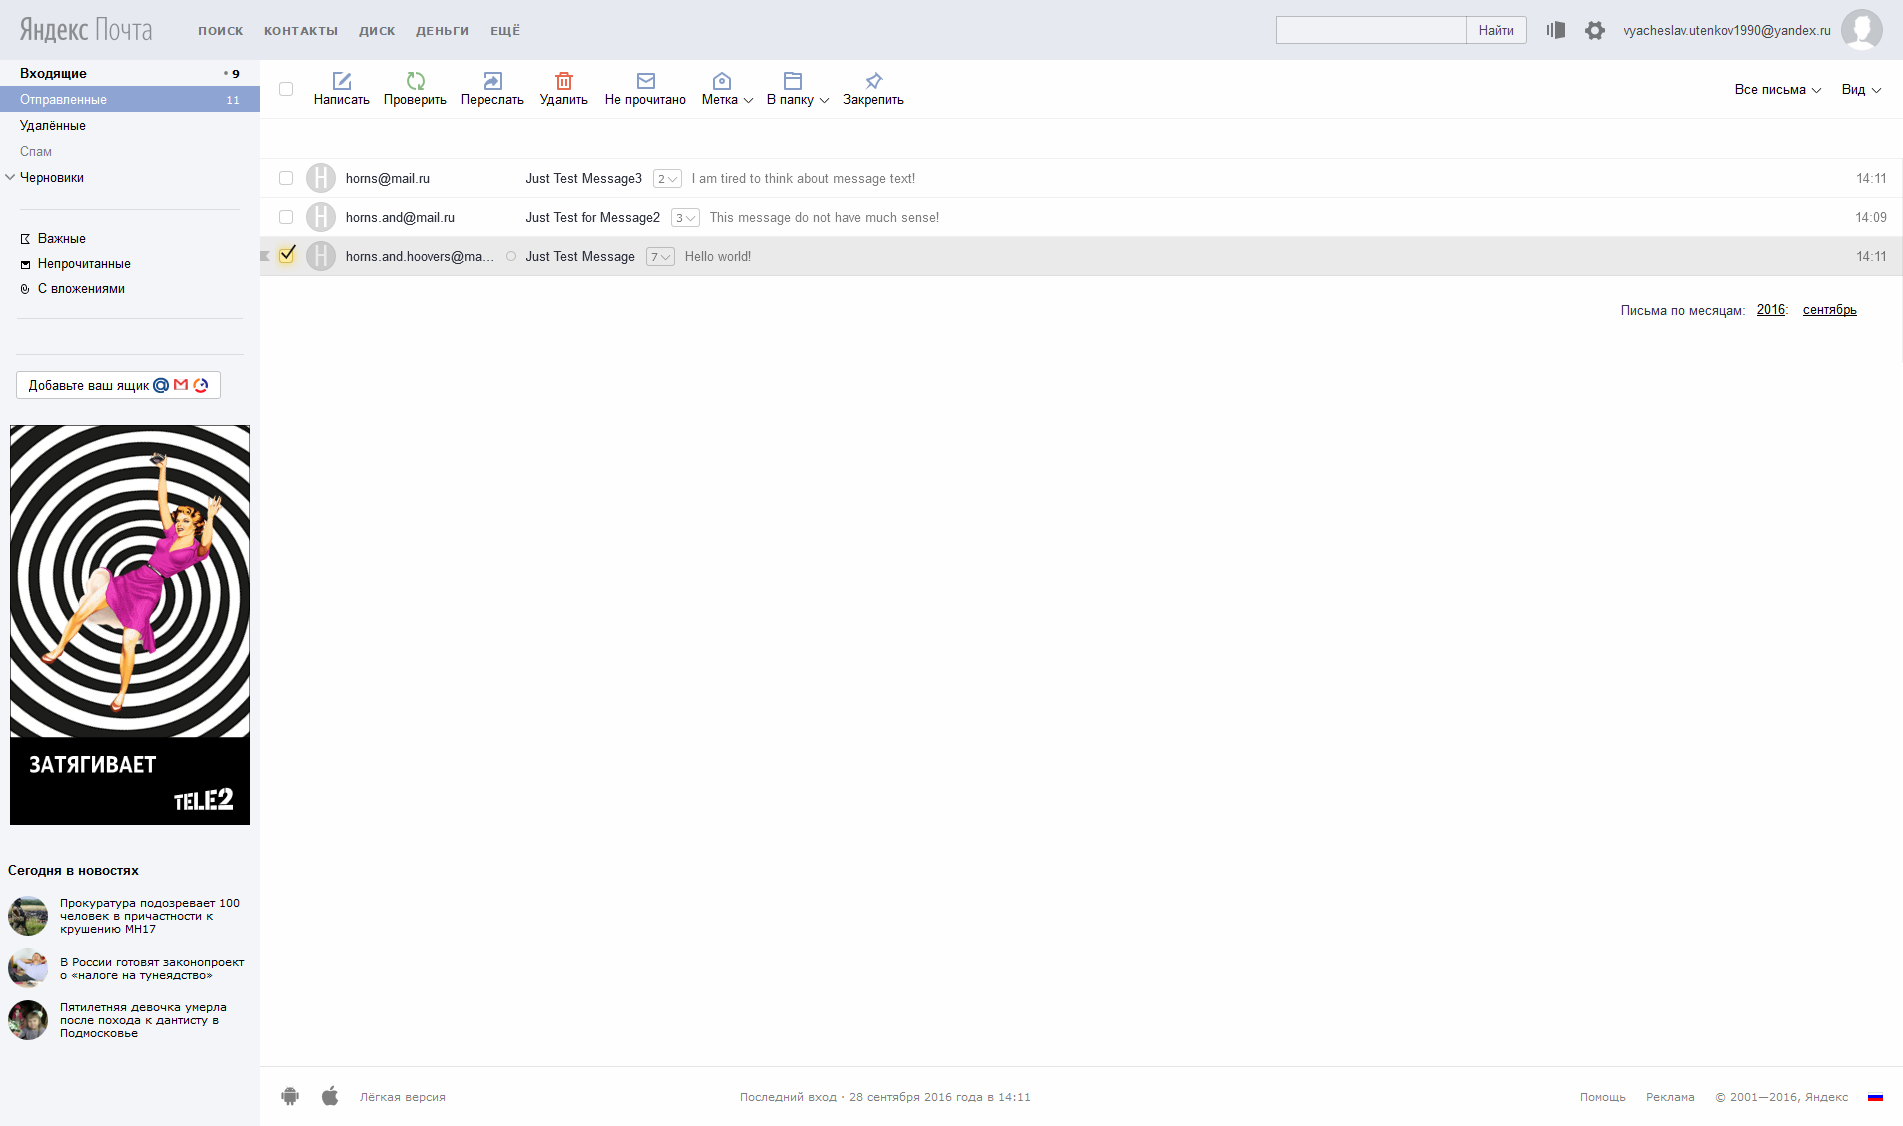 Яндекс Почта
ПОИСК КОНТАКТЫ ДИСК ДЕНЬГИ ЕЩЁ
Найти
vyacheslav.utenkov1990@yandex.ru
Входящие • 9
Отправленные 11
Удалённые
Спам
Черновики
Важные
Непрочитанные
С вложениями
Добавьте ваш ящик
ЗАТЯГИВАЕТ
TELE2
Сегодня в новостях
Прокуратура подозревает 100
человек в причастности к
крушению MH17
В России готовят законопроект
о «налоге на тунеядство»
Пятилетняя девочка умерла
после похода к дантисту в
Подмосковье
Написать Проверить Переслать Удалить Не прочитано Метка В папку Закрепить
Все письма Вид
H horns@mail.ru Just Test Message3 2 I am tired to think about message text! 14:11
H horns.and@mail.ru Just Test for Message2 3 This message do not have much sense! 14:09
H horns.and.hoovers@ma... Just Test Message 7 Hello world! 14:11
Письма по месяцам: 2016: сентябрь
Лёгкая версия
Последний вход · 28 сентября 2016 года в 14:11
Помощь Реклама © 2001—2016, Яндекс